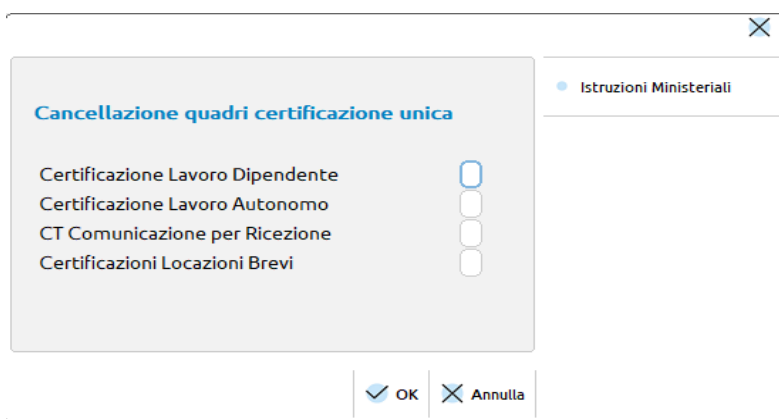 Istruzioni Ministeriali
Cancellazione quadri certificazione unica
Certificazione Lavoro Dipendente
Certificazione Lavoro Autonomo
CT Comunicazione per Ricezione
Certificazioni Locazioni Brevi
OK
Annulla